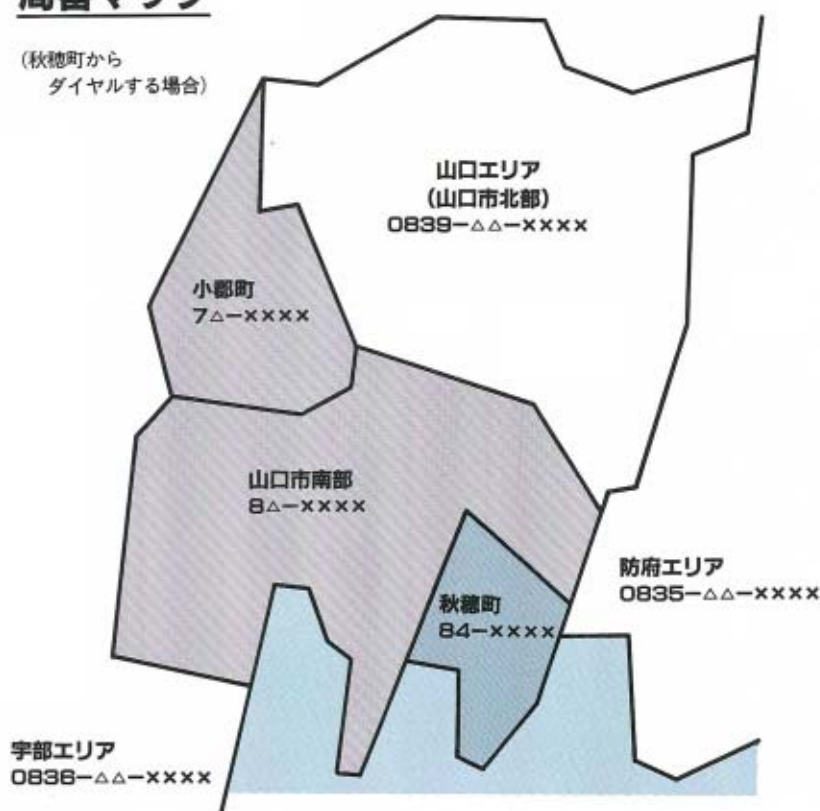 局番マップ
(秋穂町から
ダイヤルする場合)
山口エリア
(山口市北部)
0839-△△-××××
小郡町
7△-××××
山口市南部
8△-××××
秋穂町
84-××××
防府エリア
0835-△△-××××
宇部エリア
0836-△△-××××